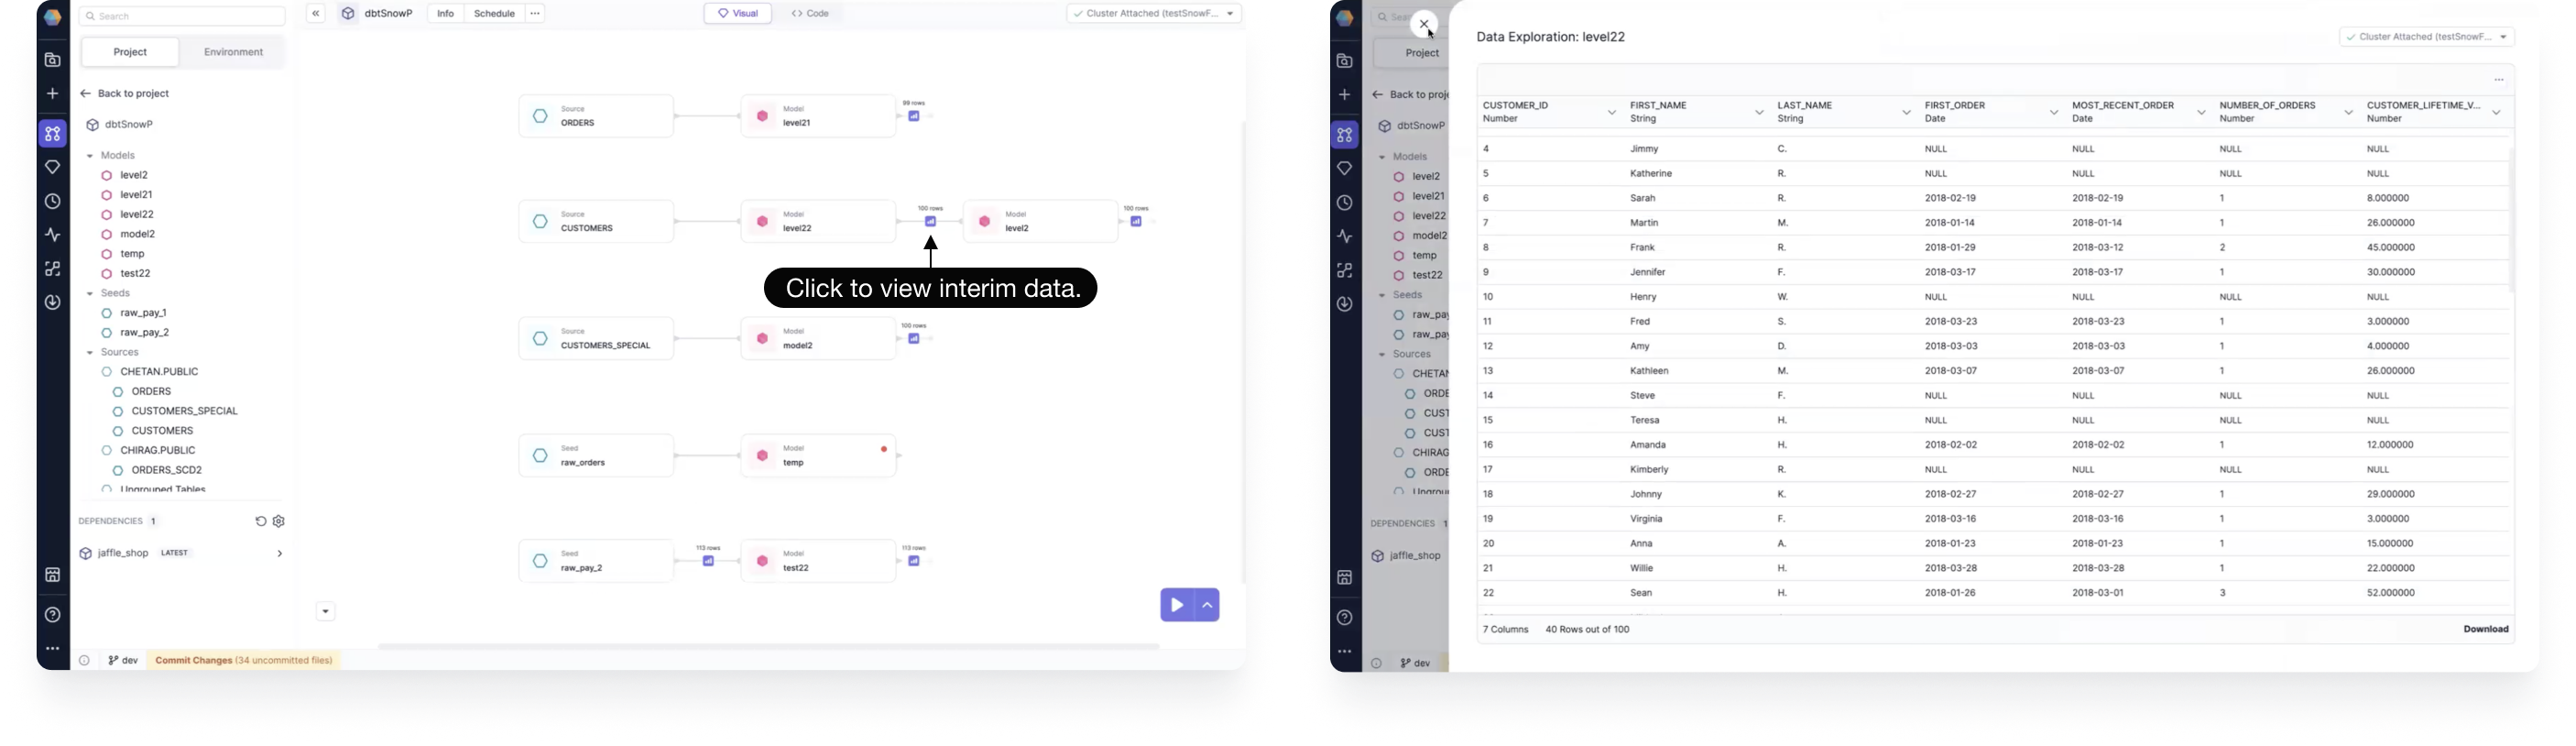 Search
dbtSnowP
Info
Schedule
Visual
Code
Cluster Attached (testSnowF...
Project
Environment
Back to project
dbtSnowP
Models
level2
level21
level22
model2
temp
test22
Seeds
raw_pay_1
raw_pay_2
Sources
CHETAN.PUBLIC
ORDERS
CUSTOMERS_SPECIAL
CUSTOMERS
CHIRAG.PUBLIC
ORDERS_SCD2
Ungrouped Tables
DEPENDENCIES 1
jaffle_shop LATEST
dev
Commit Changes (34 uncommitted files)
Source
ORDERS
Model
level21
99 rows
Source
CUSTOMERS
Model
level22
100 rows
Model
level2
100 rows
Click to view interim data.
Source
CUSTOMERS_SPECIAL
Model
model2
100 rows
Seed
raw_orders
Model
temp
Seed
raw_pay_2
113 rows
Model
test22
113 rows
Project
Back to proje
dbtSnowP
Models
level2
level21
level22
model2
temp
test22
Seeds
raw_pay
raw_pay
Sources
CHETAN
ORDE
CUST
CUST
CHIRAG
ORDE
Ungrou
DEPENDENCIES 1
jaffle_shop
dev
Data Exploration: level22
Cluster Attached (testSnowF...
CUSTOMER_ID FIRST_NAME LAST_NAME FIRST_ORDER MOST_RECENT_ORDER NUMBER_OF_ORDERS CUSTOMER_LIFETIME_V...
Number String String Date Date Number Number
4 Jimmy C. NULL NULL NULL NULL
5 Katherine R. NULL NULL NULL NULL
6 Sarah R. 2018-02-19 2018-02-19 1 8.000000
7 Martin M. 2018-01-14 2018-01-14 1 26.000000
8 Frank R. 2018-01-29 2018-03-12 2 45.000000
9 Jennifer F. 2018-03-17 2018-03-17 1 30.000000
10 Henry W. NULL NULL NULL NULL
11 Fred S. 2018-03-23 2018-03-23 1 3.000000
12 Amy D. 2018-03-03 2018-03-03 1 4.000000
13 Kathleen M. 2018-03-07 2018-03-07 1 26.000000
14 Steve F. NULL NULL NULL NULL
15 Teresa H. NULL NULL NULL NULL
16 Amanda H. 2018-02-02 2018-02-02 1 12.000000
17 Kimberly R. NULL NULL NULL NULL
18 Johnny K. 2018-02-27 2018-02-27 1 29.000000
19 Virginia F. 2018-03-16 2018-03-16 1 3.000000
20 Anna A. 2018-01-23 2018-01-23 1 15.000000
21 Willie H. 2018-03-28 2018-03-28 1 22.000000
22 Sean H. 2018-01-26 2018-03-01 3 52.000000
7 Columns 40 Rows out of 100
Download